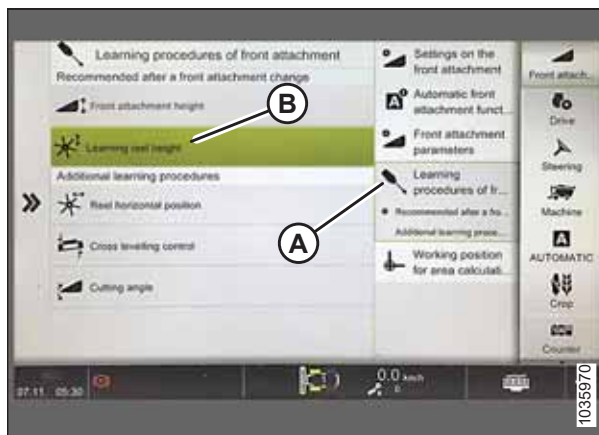 Learning procedures of front attachment
Recommended after a front attachment change
Front attachment height
Learning reel height
Additional learning procedures
Reel horizontal position
Cross levelling control
Cutting angle
Settings on the
front attachment
Automatic front
attachment funct...
Front attachment
parameters
Learning
procedures of fr...
Recommended after a fro...
Additional learning proce...
Working position
for area calculati...
Front attach...
Drive
Steering
Machine
A
AUTOMATIC
Crop
Counter
07.11 05:30
0.0 km/h
0
B
A
1035970